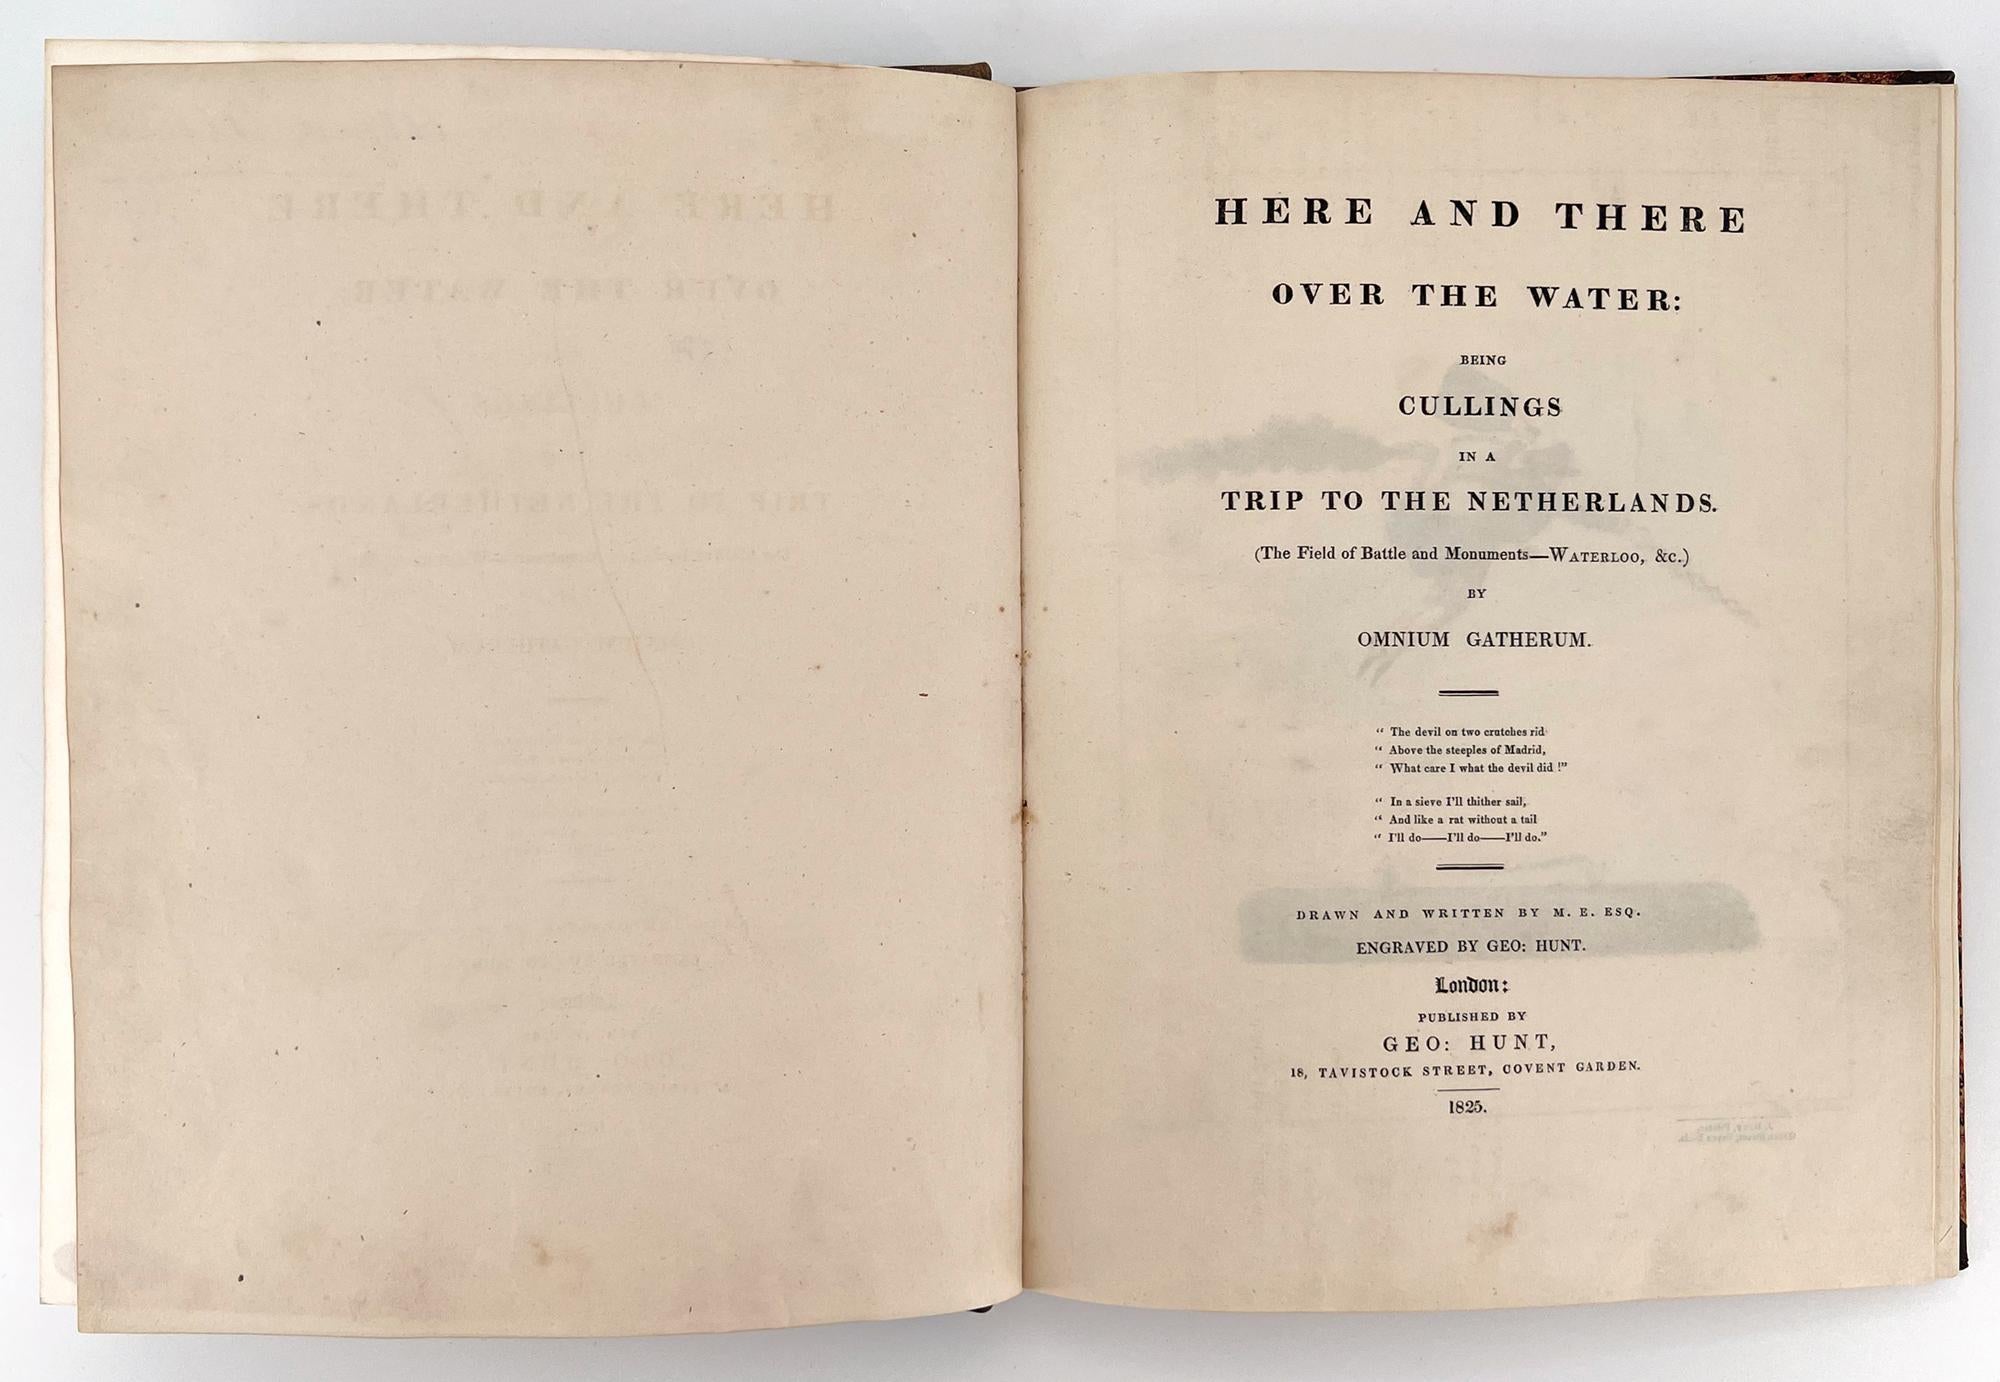 HERE AND THERE
OVER THE WATER:
BEING
CULLINGS
IN A
TRIP TO THE NETHERLANDS.
(The Field of Battle and Monuments—WATERLOO, &c.)
BY
OMNIUM GATHERUM.
“ The devil on two crutches rid
“ Above the steeples of Madrid,
“ What care I what the devil did !”
“ In a sieve I'll thither sail,
“ And like a rat without a tail
“ I'll do——I'll do——I'll do.”
DRAWN AND WRITTEN BY M. E. ESQ.
ENGRAVED BY GEO: HUNT.
London:
PUBLISHED BY
GEO: HUNT,
18, TAVISTOCK STREET, COVENT GARDEN.
1825.